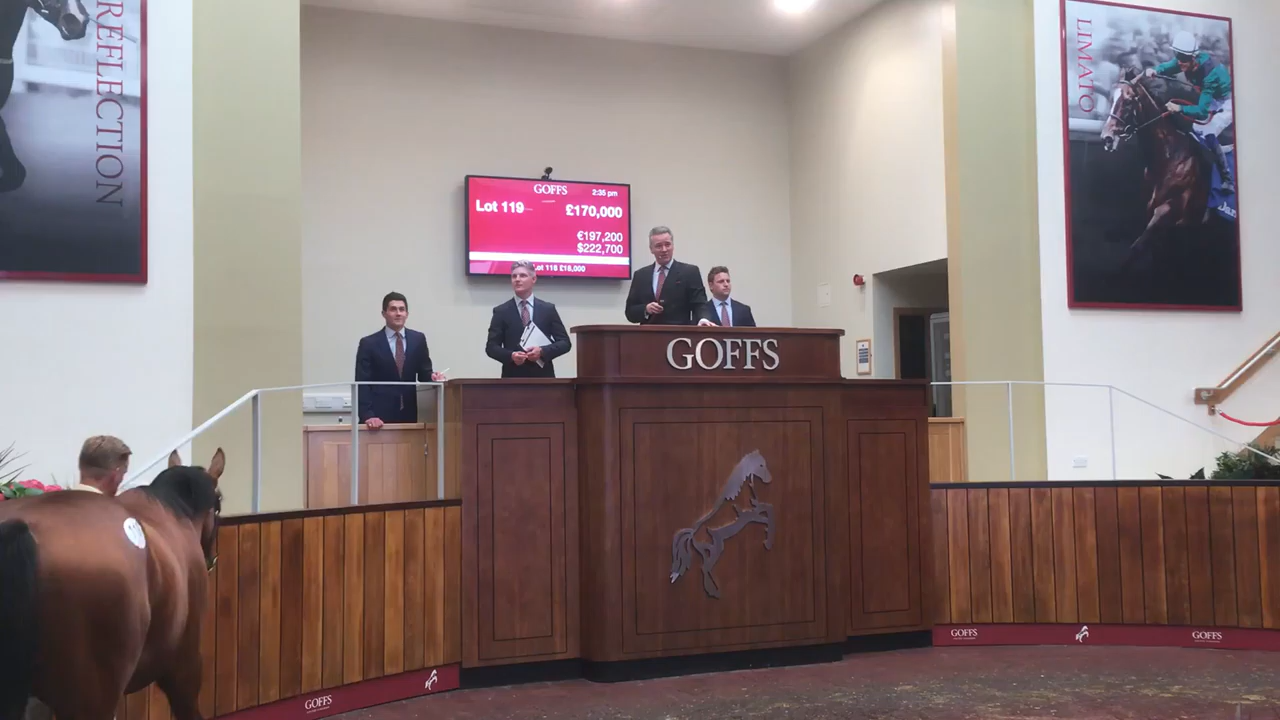 REFLECTION
GOFFS
2:35 pm
Lot 119
£170,000
€197,200
$222,700
Lot 118 £18,000
LIMATO
GOFFS
GOFFS
GOFFS
GOFFS